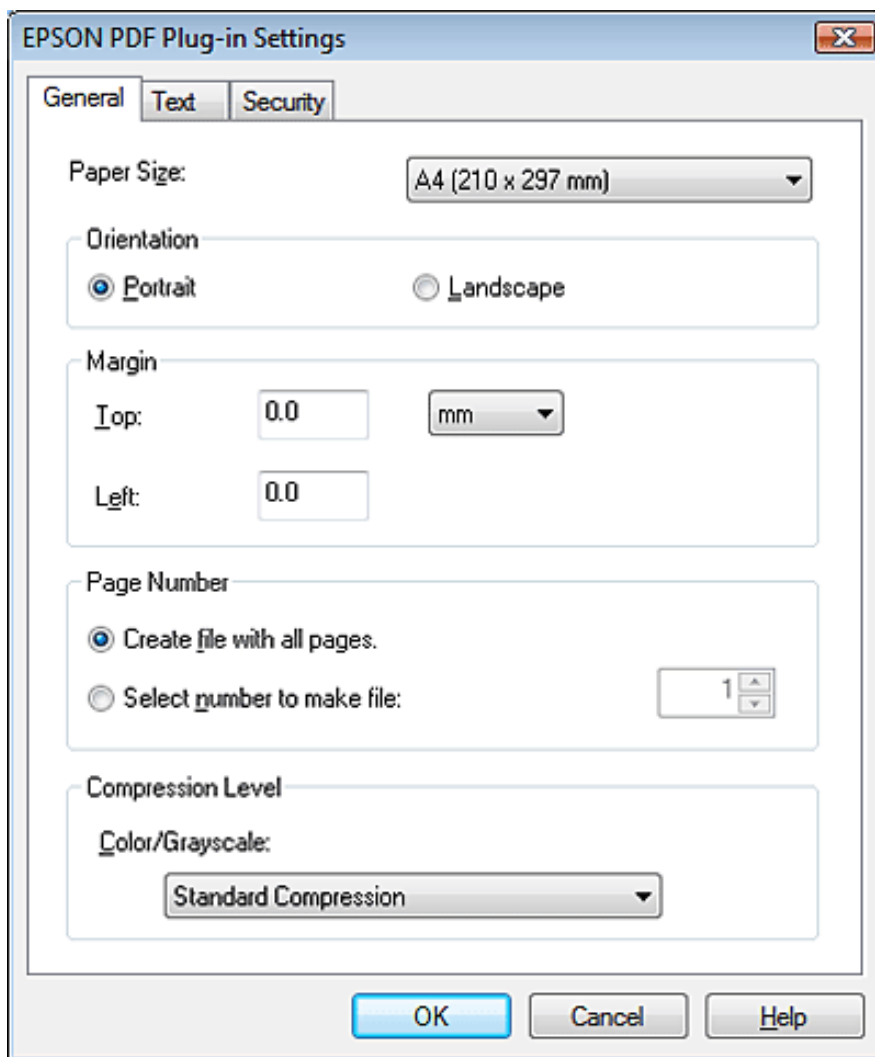 EPSON PDF Plug-in Settings
General Text Security
Paper Size: A4 (210 x 297 mm)
Orientation
Portrait Landscape
Margin
Top: 0.0 mm
Left: 0.0
Page Number
Create file with all pages.
Select number to make file: 1
Compression Level
Color/Grayscale:
Standard Compression
OK Cancel Help